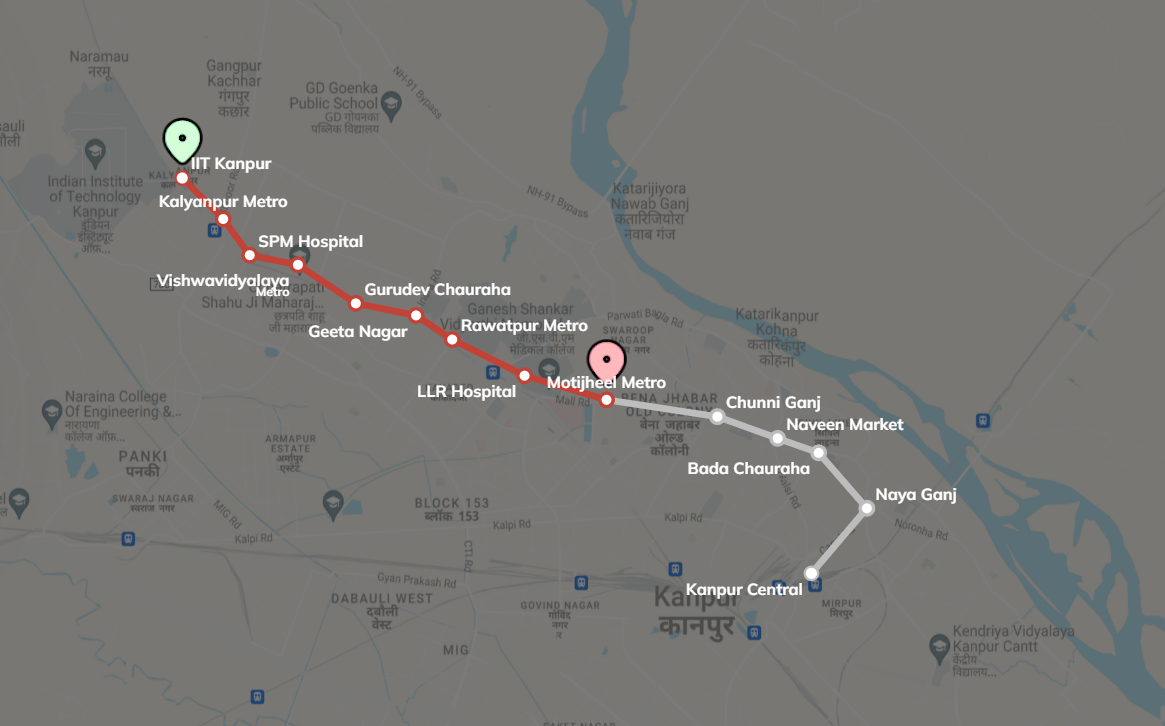 Naramau
नरमू
Gangpur
Kachhar
गंगपुर
कछार
NH-91 Bypass
GD Goenka
Public School
GD गोयनका
पब्लिक विद्यालय
IIT Kanpur
Indian Institute
of Technology
Kanpur
इंडियन
इंस्टिट्यूट
ऑफ़...
Kalyanpur Metro
NH-91 Bypass
Katarijiyora
Nawab Ganj
कतारिजियोरा
नवाब गंज
SPM Hospital
Vishwavidyalaya
Metro
Shahu Ji Maharaj...
छत्रपति साहू
Gurudev Chauraha
Geeta Nagar
Ganesh Shankar
जी.एस.वी.एम
मेडिकल कॉलेज
Rawatpur Metro
Parwati Bagla Rd
SWAROOP
NAGAR
Katarikanpur
Kohna
कतारिकंपुर
कोहना
LLR Hospital
Motijheel Metro
Mall Rd
BENA JHABAR
OLD COLONY
बेना जहाबर
ओल्ड
कॉलोनी
Chunni Ganj
Naveen Market
Bada Chauraha
Naya Ganj
Kanpur Central
Naraina College
Of Engineering &...
नारायणा
कॉलेज ऑफ़...
PANKI
पनकी
ARMAPUR
ESTATE
अर्मापुर
एस्टेट
SWARAJ NAGAR
स्वराज नगर
MIG Rd
BLOCK 153
ब्लॉक 153
Kalpi Rd
Kalpi Rd
Kalpi Rd
Noronha Rd
CTI Rd
Gyan Prakash Rd
DABAULI WEST
दबौली
वेस्ट
GOVIND NAGAR
गोविंद
नगर
Kanpur
कानपुर
MIRPUR
मिरपुर
MIG
Kendriya Vidyalaya
Kanpur Cantt
केंद्रीय
विद्यालय...